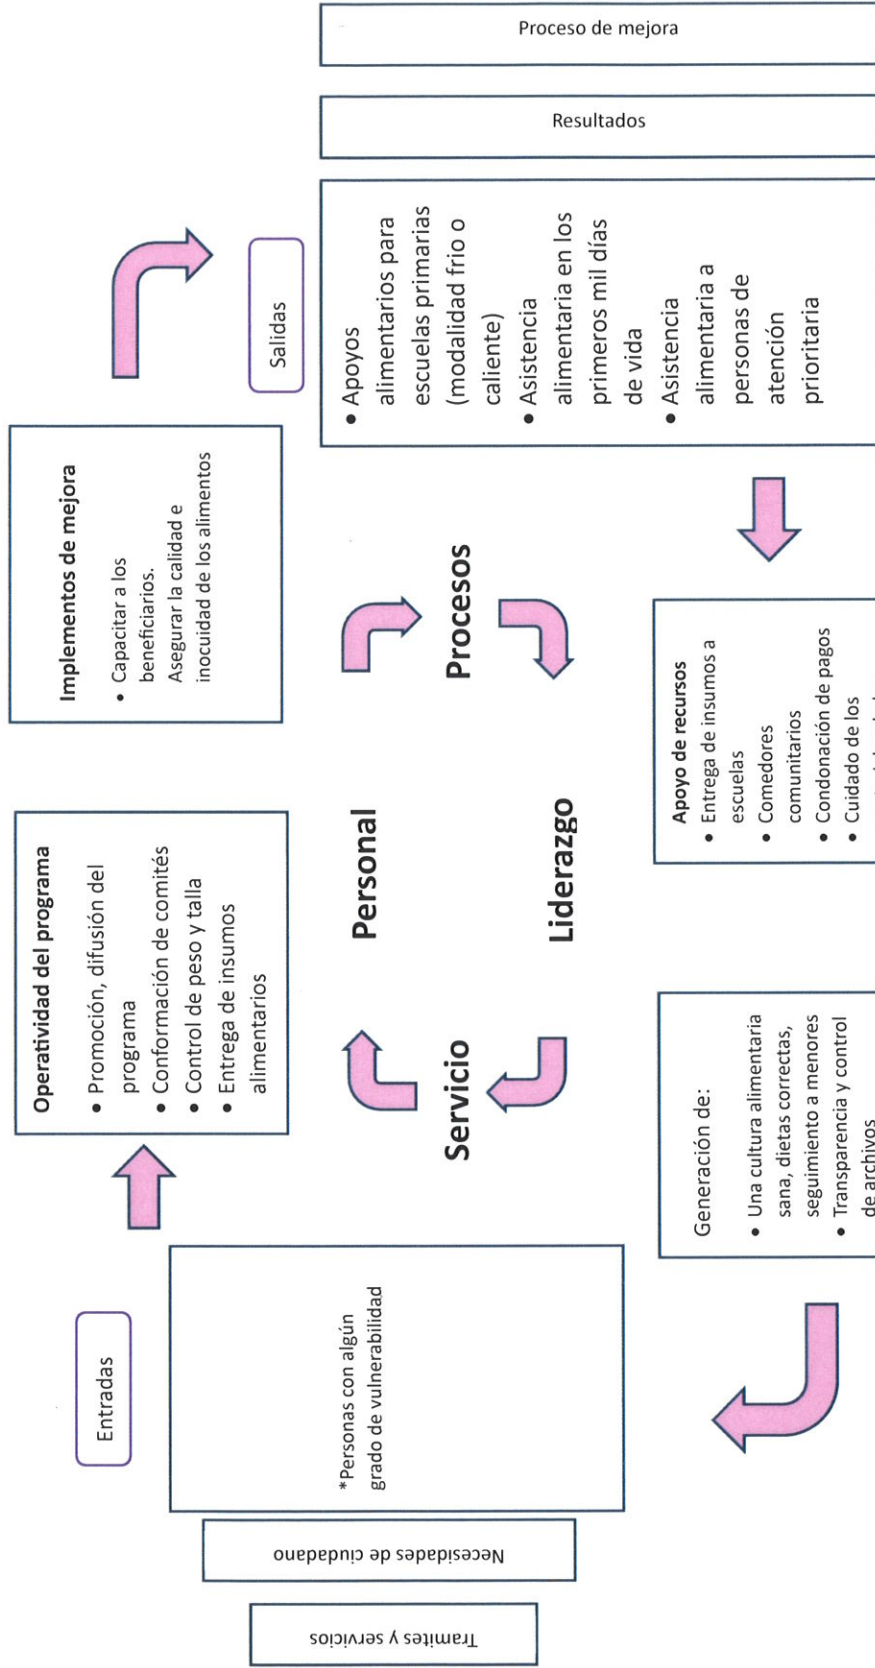 Tramites y servicios
Necesidades de ciudadano
Entradas
*Personas con algún
grado de vulnerabilidad
Operatividad del programa
• Promoción, difusión del
programa
• Conformación de comités
• Control de peso y talla
• Entrega de insumos
alimentarios
Implementos de mejora
• Capacitar a los
beneficiarios.
Asegurar la calidad e
inocuidad de los alimentos
Salidas
• Apoyos
alimentarios para
escuelas primarias
(modalidad frio o
caliente)
• Asistencia
alimentaria en los
primeros mil días
de vida
• Asistencia
alimentaria a
personas de
atención
prioritaria
Resultados
Proceso de mejora
Servicio
Personal
Procesos
Liderazgo
Generación de:
• Una cultura alimentaria
sana, dietas correctas,
seguimiento a menores
• Transparencia y control
de archivos
Apoyo de recursos
• Entrega de insumos a
escuelas
• Comedores
comunitarios
• Condonación de pagos
• Cuidado de los